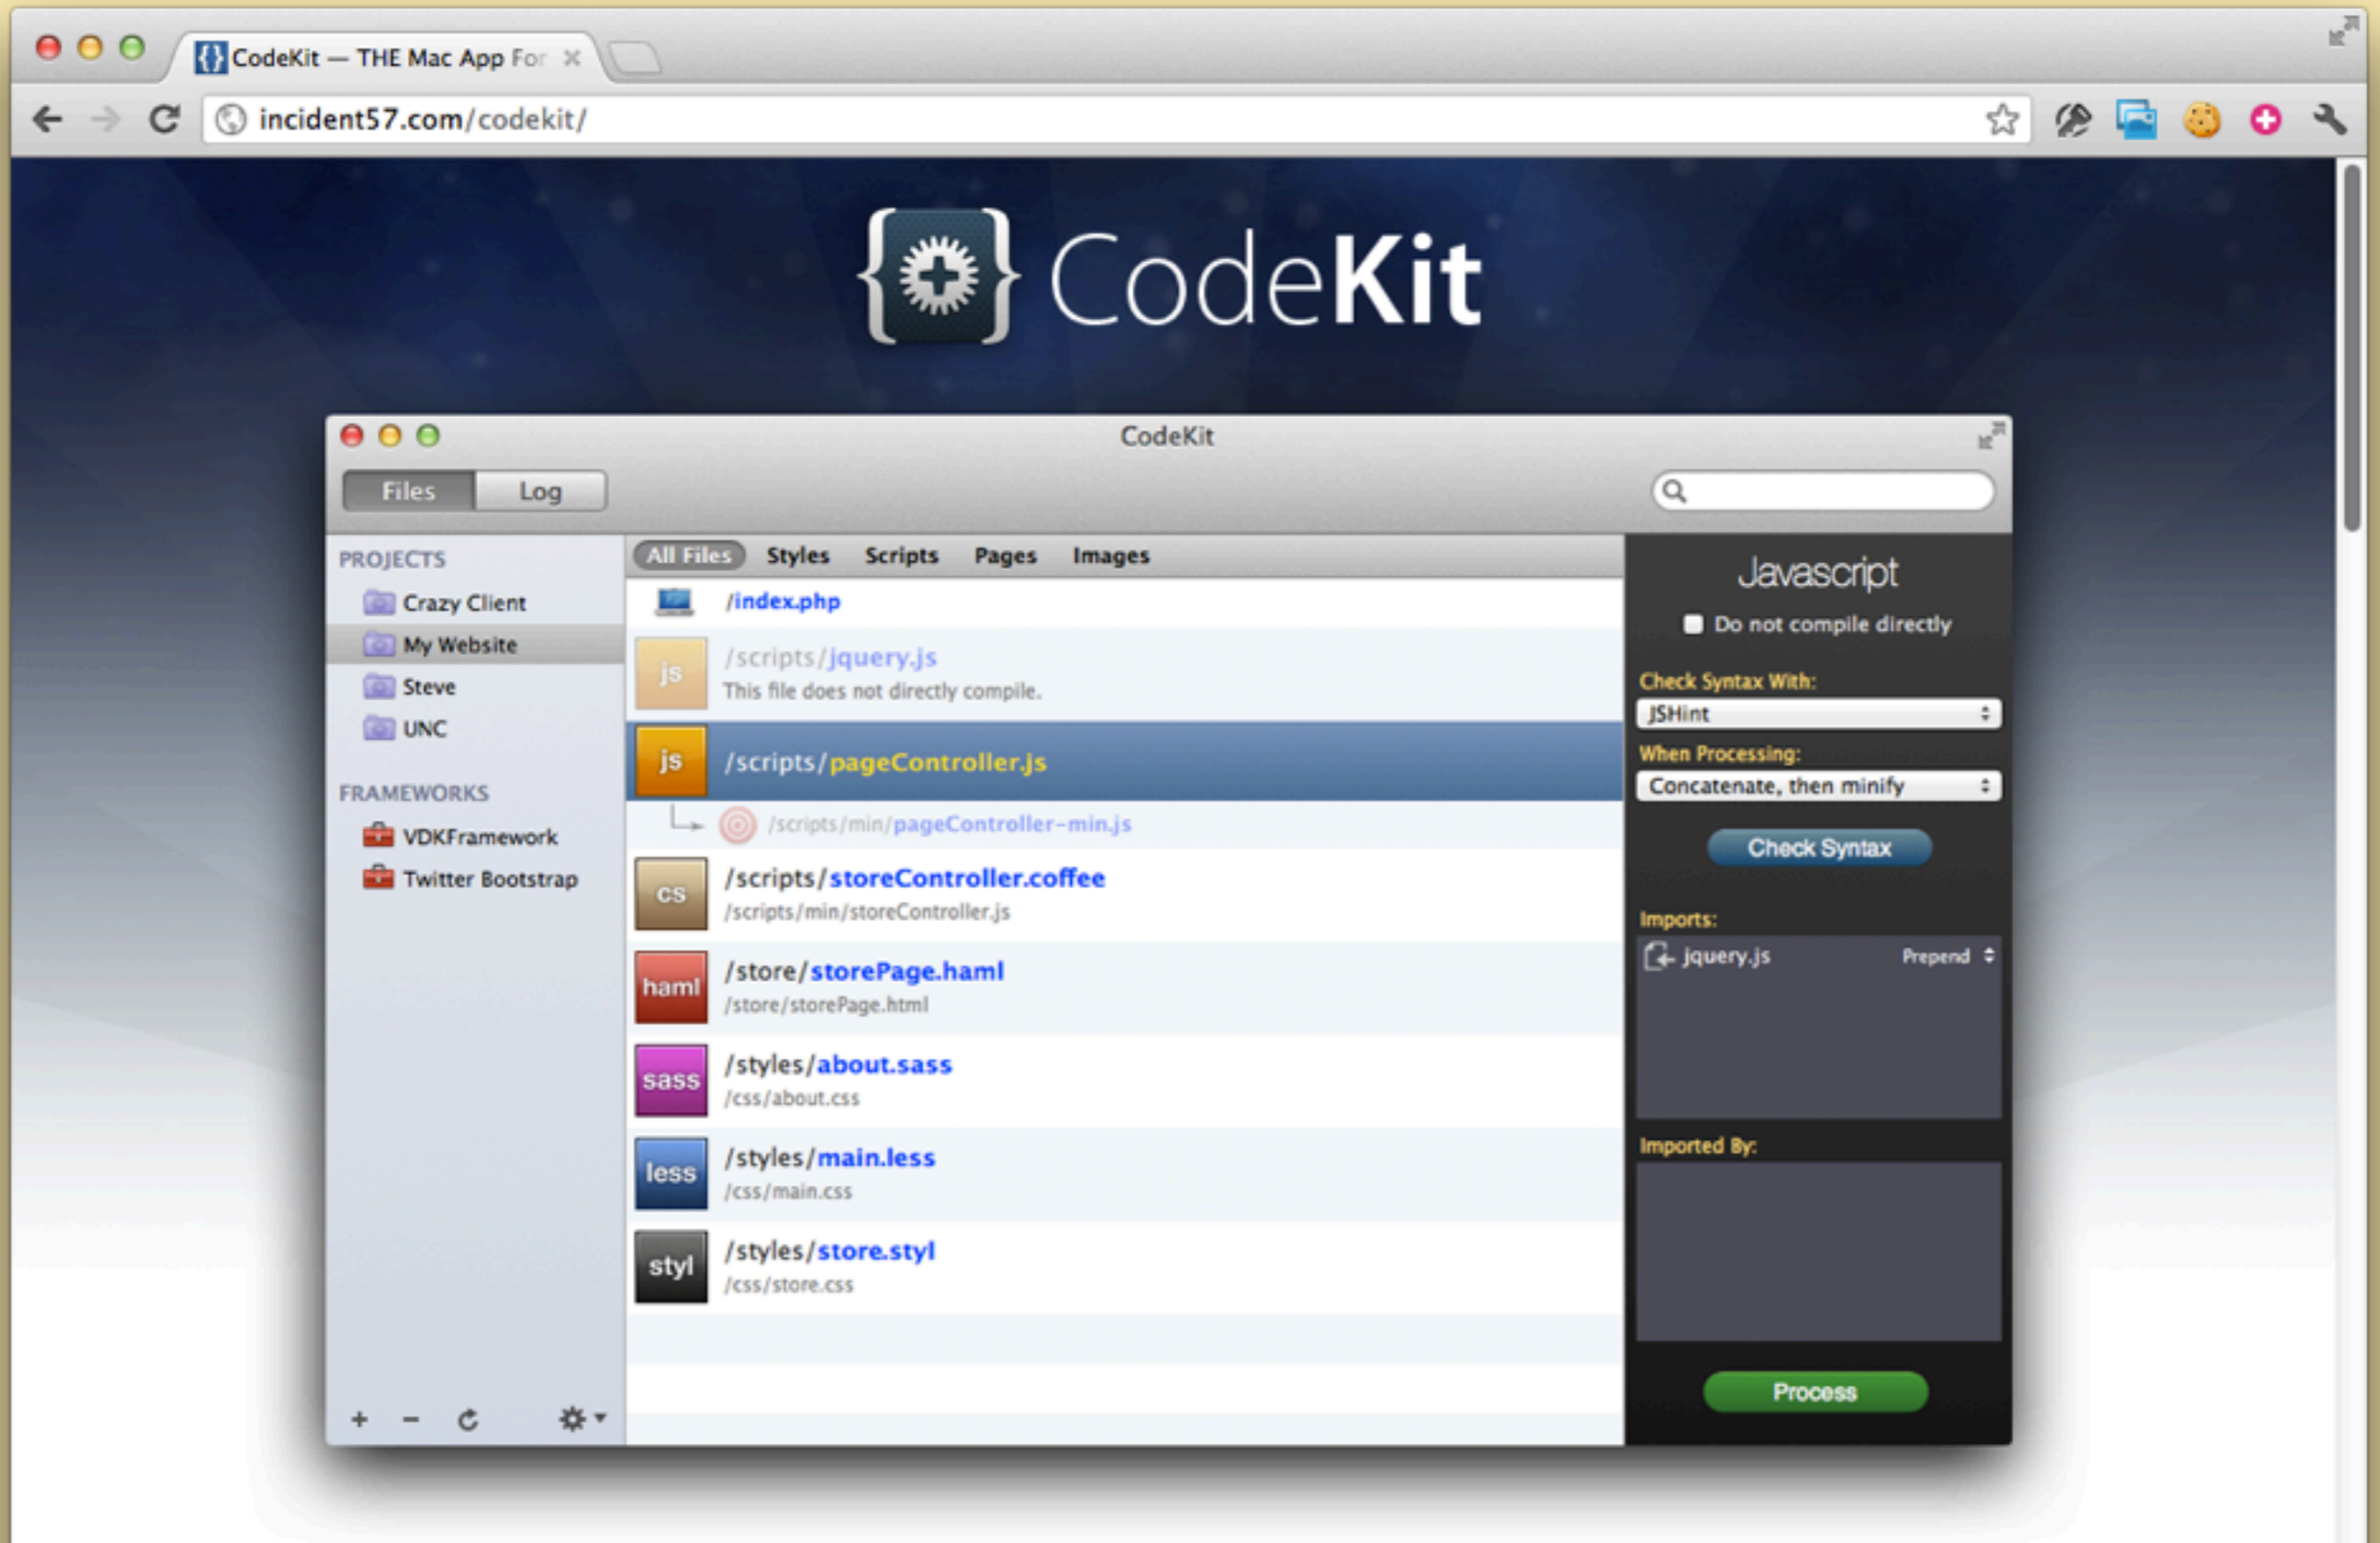 CodeKit — THE Mac App For
incident57.com/codekit/
CodeKit
CodeKit
Files
Log
PROJECTS
Crazy Client
My Website
Steve
UNC
FRAMEWORKS
VDKFramework
Twitter Bootstrap
All Files Styles Scripts Pages Images
/index.php
js
/scripts/jquery.js
This file does not directly compile.
js
/scripts/pageController.js
/scripts/min/pageController-min.js
cs
/scripts/storeController.coffee
/scripts/min/storeController.js
haml
/store/storePage.haml
/store/storePage.html
sass
/styles/about.sass
/css/about.css
less
/styles/main.less
/css/main.css
styl
/styles/store.styl
/css/store.css
Javascript
Do not compile directly
Check Syntax With:
JSHint
When Processing:
Concatenate, then minify
Check Syntax
Imports:
jquery.js Prepend
Imported By:
Process